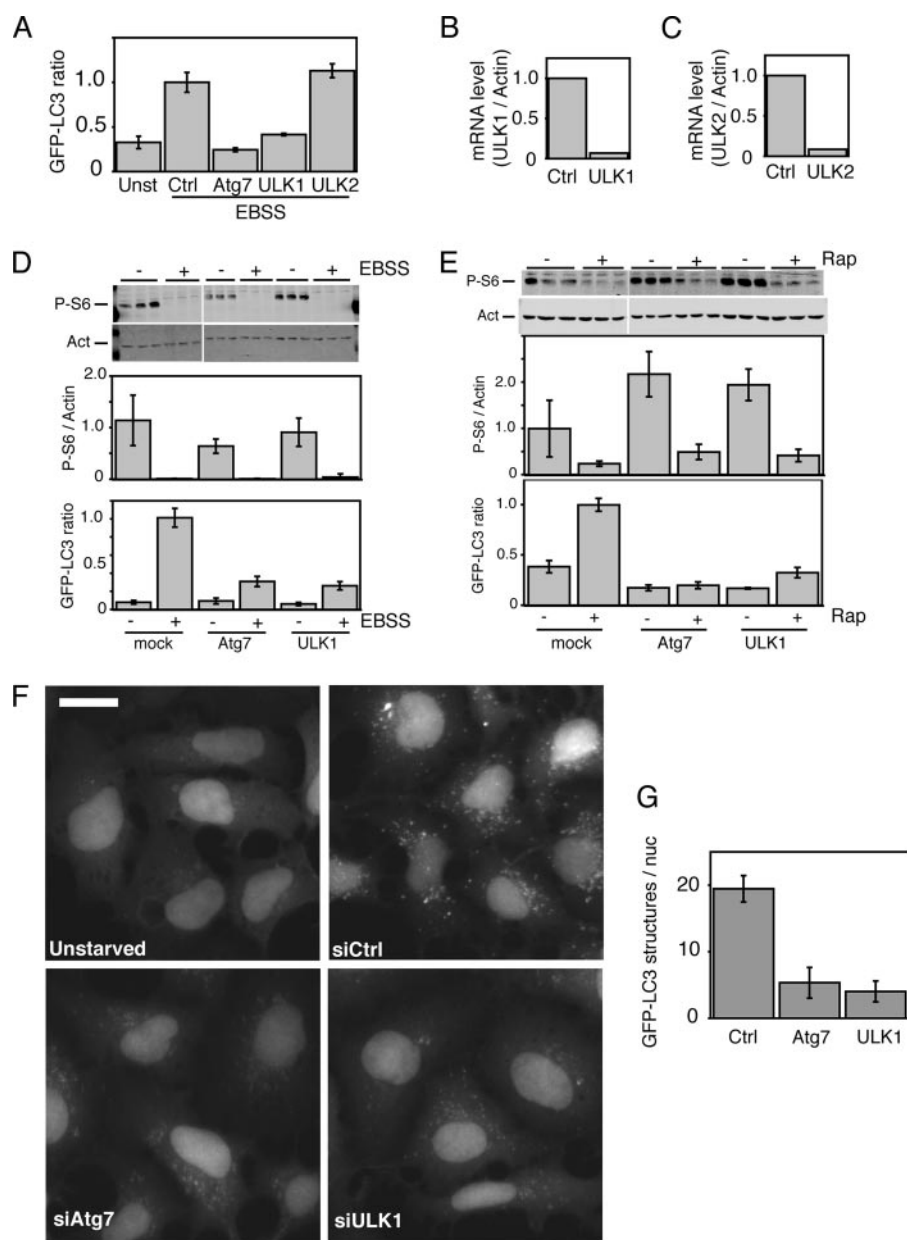 A
GFP-LC3 ratio
1.0
0.5
0
Unst Ctrl Atg7 ULK1 ULK2
EBSS
B
mRNA level
(ULK1 / Actin)
1.0
0.5
0
Ctrl ULK1
C
mRNA level
(ULK2 / Actin)
1.0
0.5
0
Ctrl ULK2
D
- + - + - + EBSS
P-S6
Act
P-S6 / Actin
2.0
1.0
0
GFP-LC3 ratio
1.0
0.5
0
- + - + - + EBSS
mock Atg7 ULK1
E
- + - + - + Rap
P-S6
Act
P-S6 / Actin
2.0
1.0
0
GFP-LC3 ratio
1.0
0.5
0
- + - + - + Rap
mock Atg7 ULK1
F
Unstarved
siCtrl
siAtg7
siULK1
G
GFP-LC3 structures / nuc
20
10
0
Ctrl Atg7 ULK1